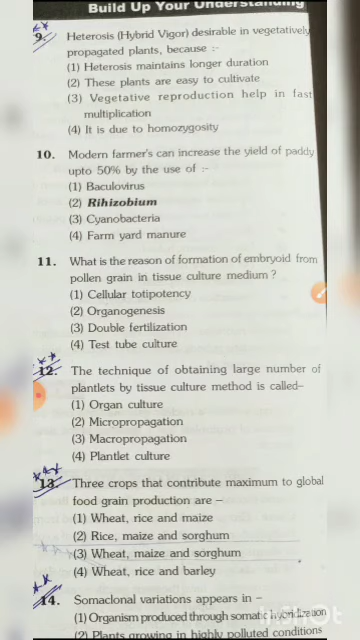 Build Up Your Understanding
9. Heterosis (Hybrid Vigor) desirable in vegetatively
propagated plants, because :-
(1) Heterosis maintains longer duration
(2) These plants are easy to cultivate
(3) Vegetative reproduction help in fast
multiplication
(4) It is due to homozygosity
10. Modern farmer's can increase the yield of paddy
upto 50% by the use of :-
(1) Baculovirus
(2) Rihizobium
(3) Cyanobacteria
(4) Farm yard manure
11. What is the reason of formation of embryoid from
pollen grain in tissue culture medium ?
(1) Cellular totipotency
(2) Organogenesis
(3) Double fertilization
(4) Test tube culture
12. The technique of obtaining large number of
plantlets by tissue culture method is called–
(1) Organ culture
(2) Micropropagation
(3) Macropropagation
(4) Plantlet culture
13. Three crops that contribute maximum to global
food grain production are –
(1) Wheat, rice and maize
(2) Rice, maize and sorghum
(3) Wheat, maize and sorghum
(4) Wheat, rice and barley
14. Somaclonal variations appears in –
(1) Organism produced through somatic hybridization
(2) Plants growing in highly polluted conditions